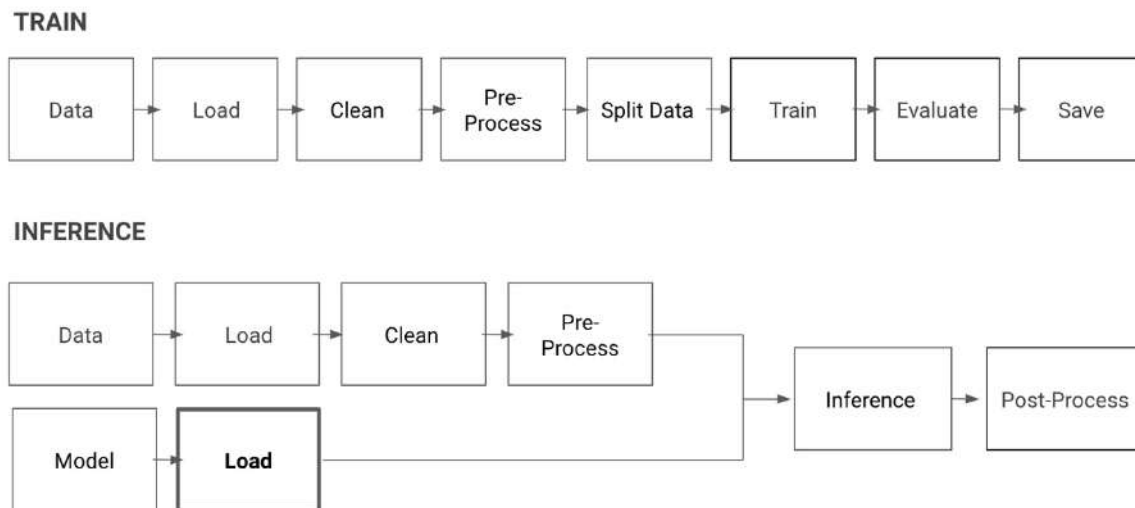 TRAIN
Data
Load
Clean
Pre-
Process
Split Data
Train
Evaluate
Save
INFERENCE
Data
Load
Clean
Pre-
Process
Inference
Post-Process
Model
Load